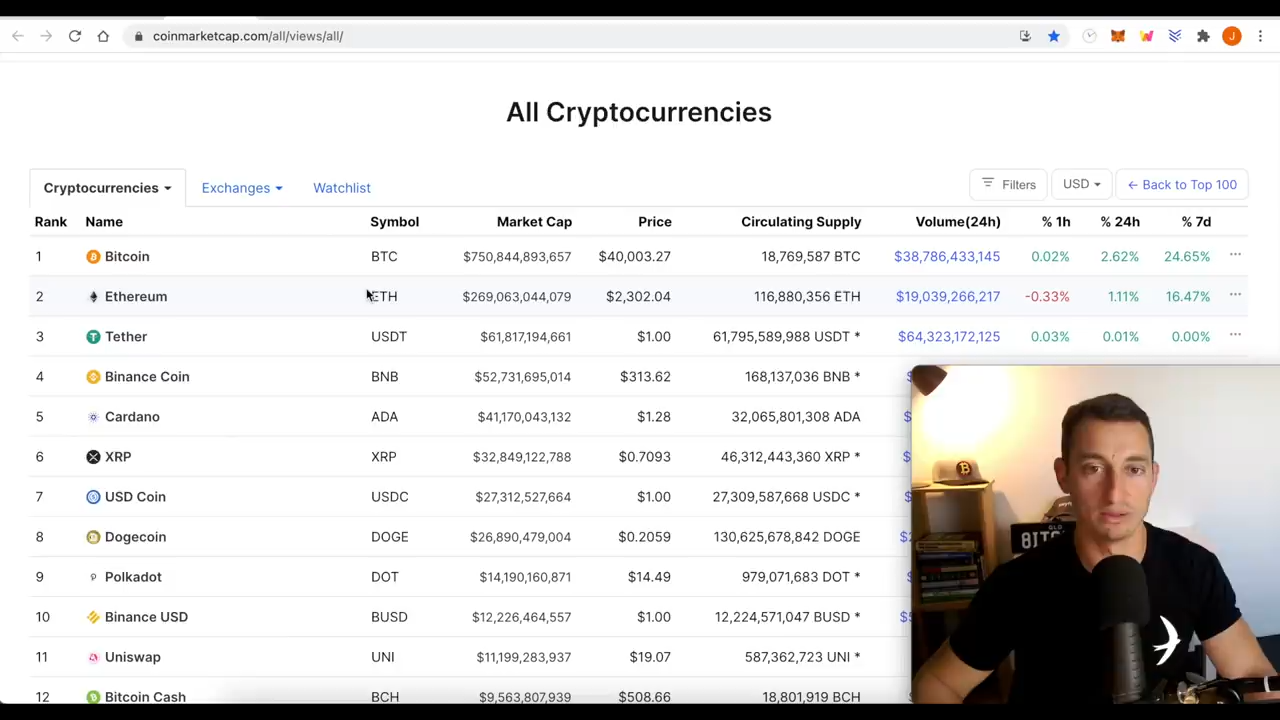 coinmarketcap.com/all/views/all/
J
All Cryptocurrencies
Cryptocurrencies Exchanges Watchlist Filters USD ← Back to Top 100
Rank Name Symbol Market Cap Price Circulating Supply Volume(24h) % 1h % 24h % 7d
1 Bitcoin BTC $750,844,893,657 $40,003.27 18,769,587 BTC $38,786,433,145 0.02% 2.62% 24.65%
2 Ethereum ETH $269,063,044,079 $2,302.04 116,880,356 ETH $19,039,266,217 -0.33% 1.11% 16.47%
3 Tether USDT $61,817,194,661 $1.00 61,795,589,988 USDT * $64,323,172,125 0.03% 0.01% 0.00%
4 Binance Coin BNB $52,731,695,014 $313.62 168,137,036 BNB *
5 Cardano ADA $41,170,043,132 $1.28 32,065,801,308 ADA
6 XRP XRP $32,849,122,788 $0.7093 46,312,443,360 XRP *
7 USD Coin USDC $27,312,527,664 $1.00 27,309,587,668 USDC *
8 Dogecoin DOGE $26,890,479,004 $0.2059 130,625,678,842 DOGE
9 Polkadot DOT $14,190,160,871 $14.49 979,071,683 DOT *
10 Binance USD BUSD $12,226,464,557 $1.00 12,224,571,047 BUSD *
11 Uniswap UNI $11,199,283,937 $19.07 587,362,723 UNI *
12 Bitcoin Cash BCH $9,563,807,939 $508.66 18,801,919 BCH
QLD
8ITC